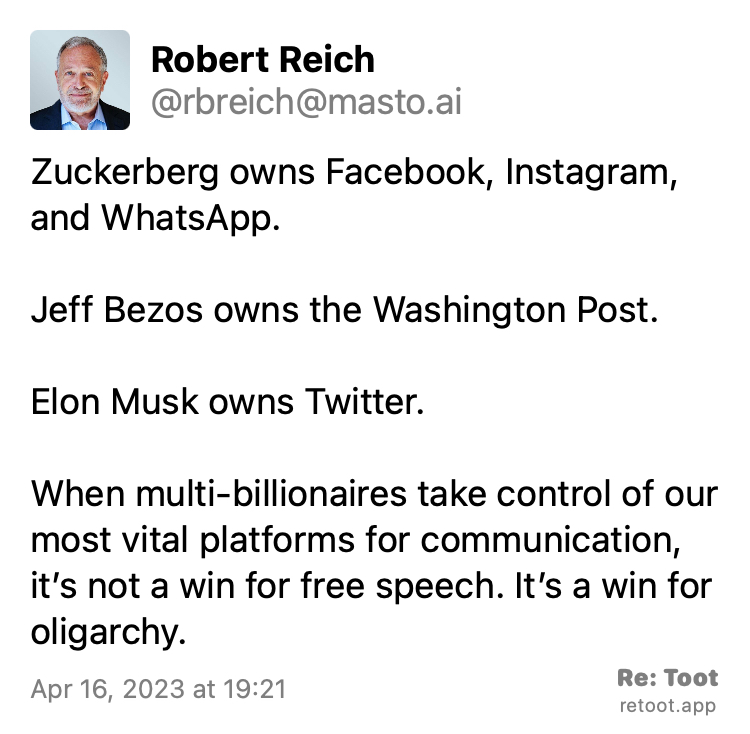 Robert Reich
@rbreich@masto.ai
Zuckerberg owns Facebook, Instagram,
and WhatsApp.
Jeff Bezos owns the Washington Post.
Elon Musk owns Twitter.
When multi-billionaires take control of our
most vital platforms for communication,
it’s not a win for free speech. It’s a win for
oligarchy.
Apr 16, 2023 at 19:21
Re: Toot
retoot.app